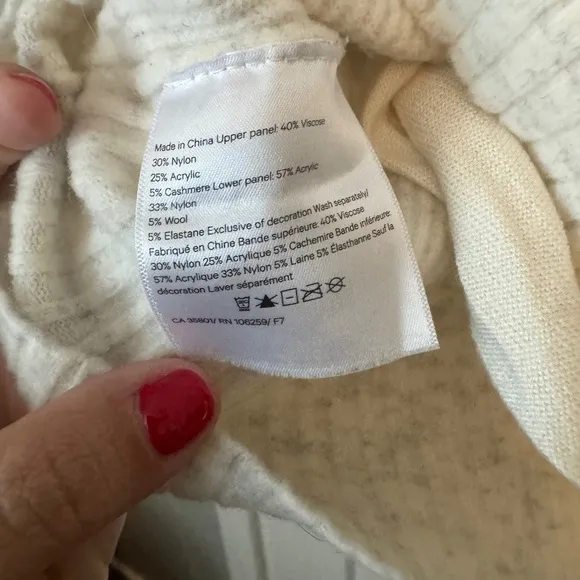 Made in China Upper panel: 40% Viscose
30% Nylon
25% Acrylic
5% Cashmere Lower panel: 57% Acrylic
33% Nylon
5% Wool
5% Elastane Exclusive of decoration Wash separately/
Fabriqué en Chine Bande supérieure: 40% Viscose
30% Nylon 25% Acrylique 5% Cachemire Bande inférieure:
57% Acrylique 33% Nylon 5% Laine 5% Élasthanne Sauf la
décoration Laver séparément
CA 35801/ RN 106259/ F7